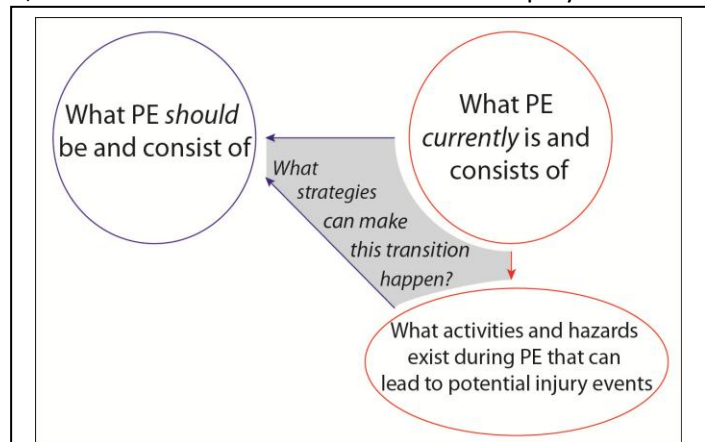 What PE should
be and consist of
What PE
currently is and
consists of
What
strategies
can make
this transition
happen?
What activities and hazards
exist during PE that can
lead to potential injury events